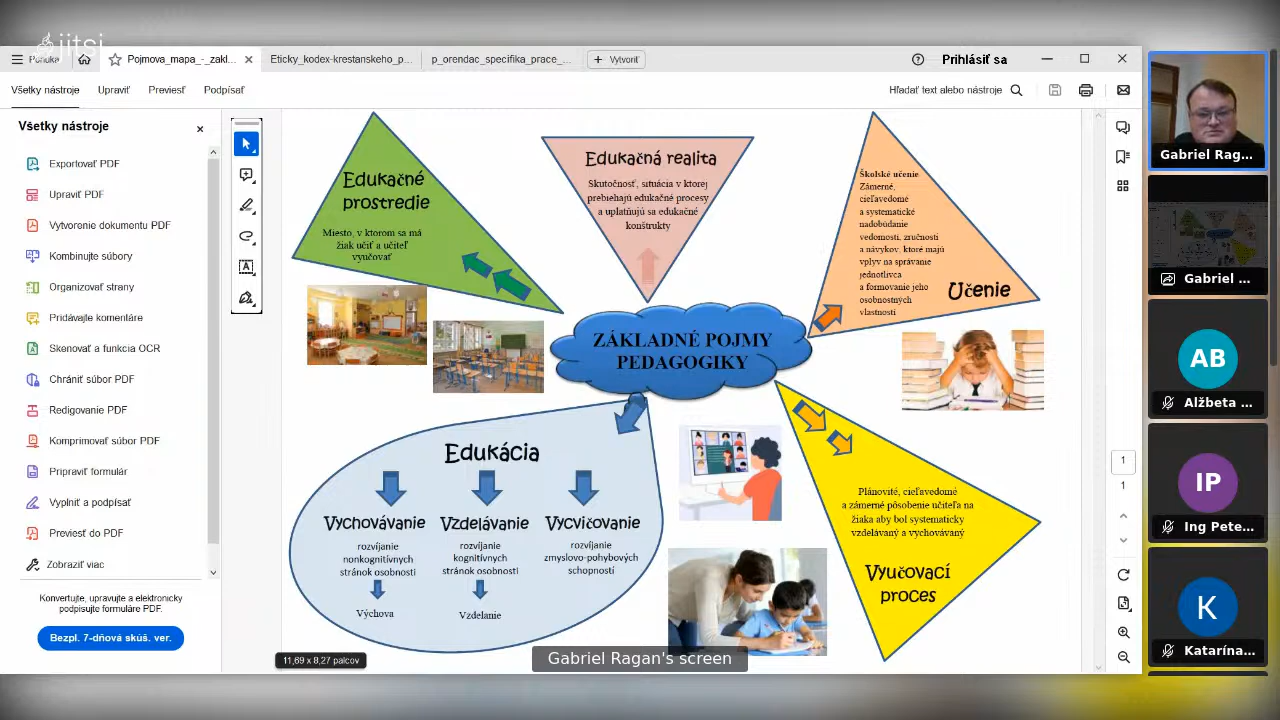 jitsi
Ponuka
Pojmova_mapa_-_zakl...
Eticky_kodex-krestanskeho_p...
p_orendac_specifika_prace_...
Vytvoriť
Prihlásiť sa
Všetky nástroje
Upraviť
Previesť
Podpísať
Hľadať text alebo nástroje
Všetky nástroje
Exportovať PDF
Upraviť PDF
Vytvorenie dokumentu PDF
Kombinujte súbory
Organizovať strany
Pridávajte komentáre
Skenovať a funkcia OCR
Chrániť súbor PDF
Redigovanie PDF
Komprimovať súbor PDF
Pripraviť formulár
Vyplniť a podpísať
Previesť do PDF
Zobraziť viac
Konvertujte, upravujte a elektronicky
podpisujte formuláre PDF.
Bezpl. 7-dňová skúš. ver.
Edukačné
prostredie
Miesto, v ktorom sa má
žiak učiť a učiteľ
vyučovať
Edukačná realita
Skutočnosť, situácia v ktorej
prebiehajú edukačné procesy
a uplatňujú sa edukačné
konštrukty
Školské učenie
Zámerné,
cieľavedomé
a systematické
nadobúdanie
vedomostí, zručností
a návykov, ktoré majú
vplyv na správanie
jednotlivca
a formovanie jeho
osobnostných
vlastností
Učenie
ZÁKLADNÉ POJMY
PEDAGOGIKY
Edukácia
Vychovávanie
rozvíjanie
nonkognitívnych
stránok osobnosti
Výchova
Vzdelávanie
rozvíjanie
kognitívnych
stránok osobnosti
Vzdelanie
Vycvičovanie
rozvíjanie
zmyslovo-pohybových
schopností
Plánovité, cieľavedomé
a zámerné pôsobenie učiteľa na
žiaka aby bol systematicky
vzdelávaný a vychovávaný
Vyučovací
proces
11,69 x 8,27 palcov
Gabriel Ragan's screen
1
1
Gabriel Rag...
Gabriel ...
AB
Alžbeta ...
IP
Ing Pete...
K
Katarína...